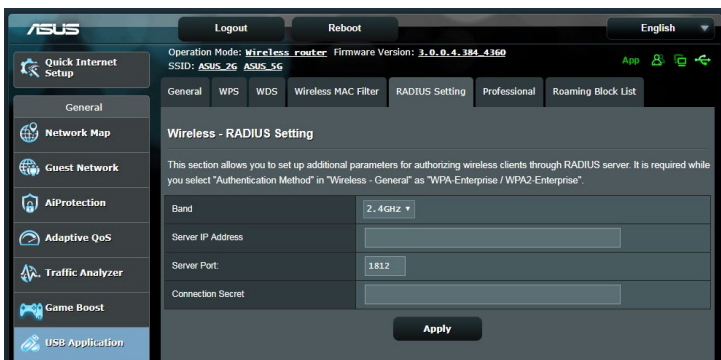 ASUS
Logout
Reboot
English
Quick Internet
Setup
Operation Mode: Wireless router Firmware Version: 3.0.0.4.384_4360
SSID: ASUS_2G ASUS_5G
App
General
WPS
WDS
Wireless MAC Filter
RADIUS Setting
Professional
Roaming Block List
General
Network Map
Guest Network
AiProtection
Adaptive QoS
Traffic Analyzer
Game Boost
USB Application
Wireless - RADIUS Setting
This section allows you to set up additional parameters for authorizing wireless clients through RADIUS server. It is required while
you select "Authentication Method" in "Wireless - General" as "WPA-Enterprise / WPA2-Enterprise".
Band
2.4GHz
Server IP Address
Server Port:
1812
Connection Secret
Apply